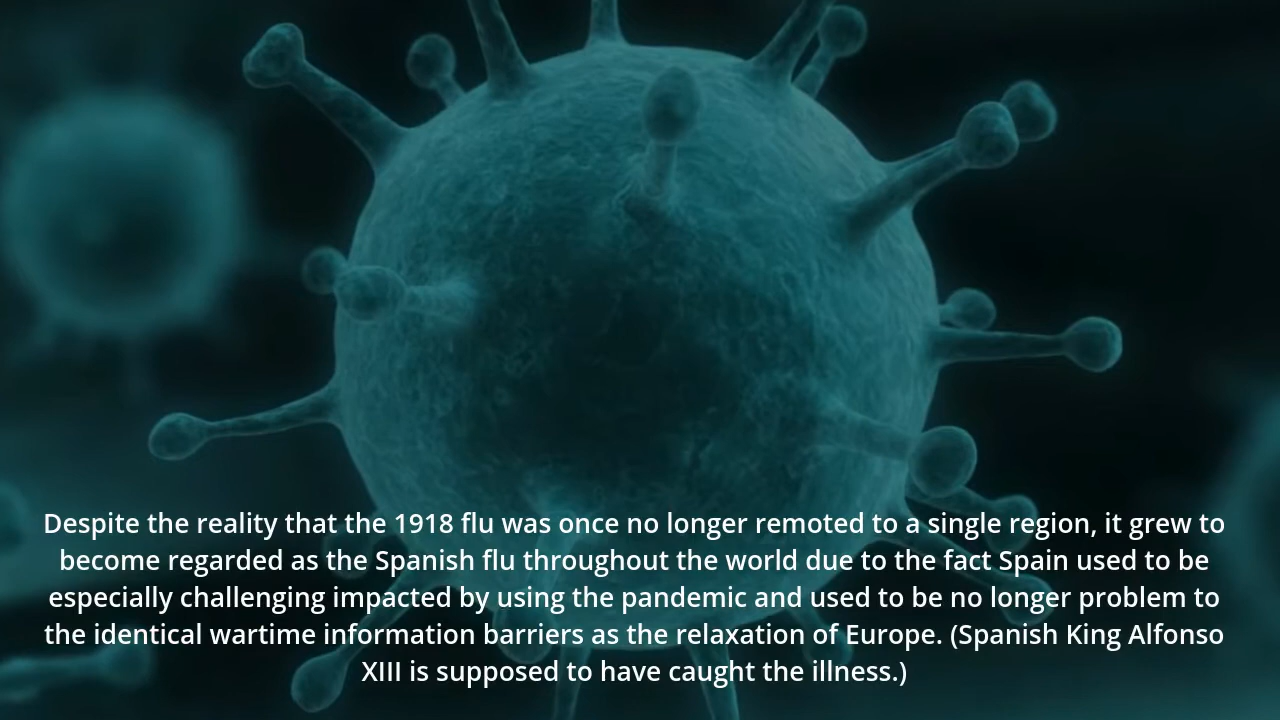 Despite the reality that the 1918 flu was once no longer remoted to a single region, it grew to
become regarded as the Spanish flu throughout the world due to the fact Spain used to be
especially challenging impacted by using the pandemic and used to be no longer problem to
the identical wartime information barriers as the relaxation of Europe. (Spanish King Alfonso
XIII is supposed to have caught the illness.)